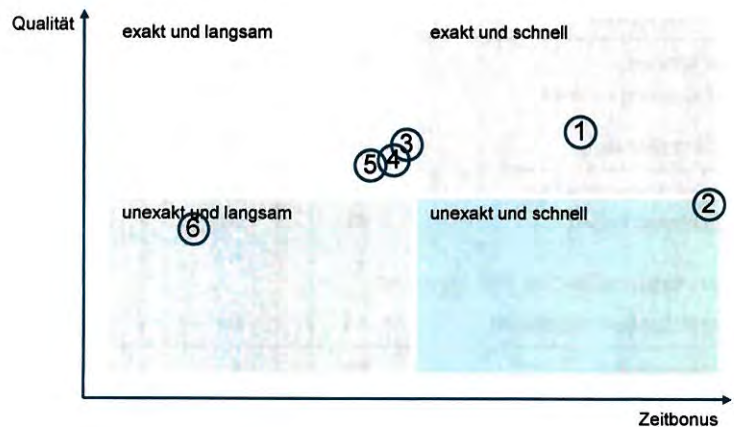 Qualität
exakt und langsam
exakt und schnell
1
3
4
5
unexakt und langsam
unexakt und schnell
2
6
Zeitbonus